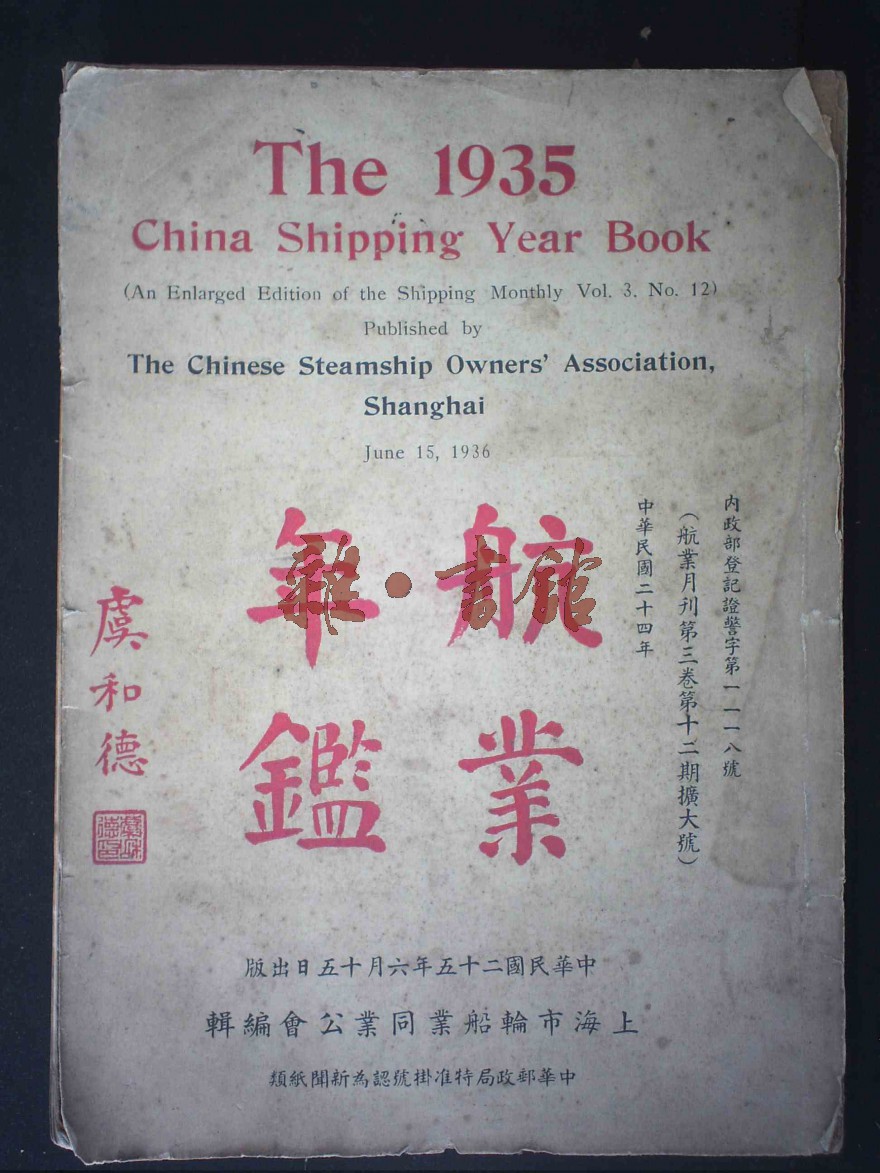 The 1935
China Shipping Year Book
(An Enlarged Edition of the Shipping Monthly Vol. 3. No. 12)
Published by
The Chinese Steamship Owners' Association,
Shanghai
June 15, 1936
內政部登記證警字第一一一八號
(航業月刊第三卷第十二期擴大號)
中華民國二十四年
航業
年鑑
雜•書館
虞和德
中華民國二十五年六月十五日出版
上海市輪船業同業公會編輯
中華郵政局特准掛號認為新聞紙類